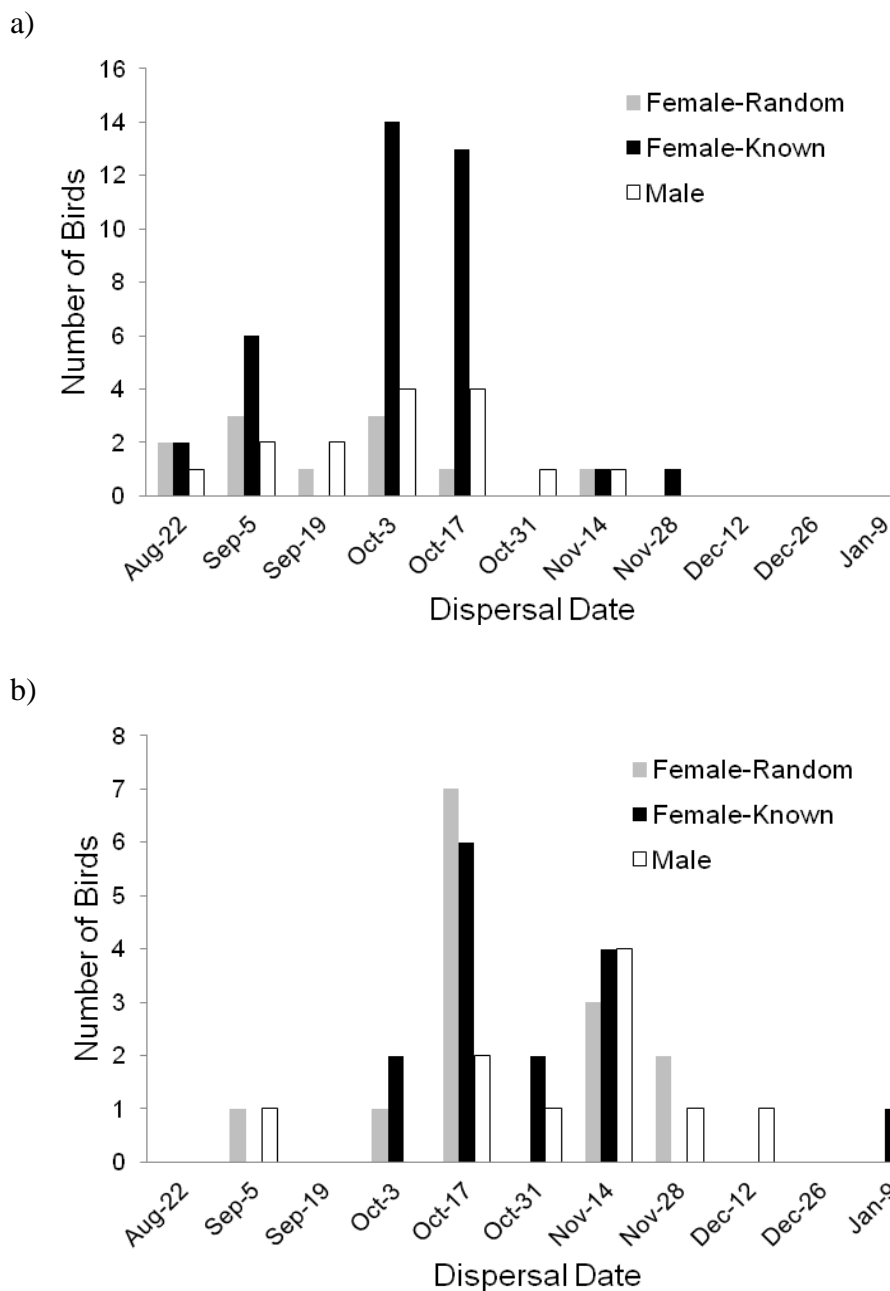 a)
16
14
12
10
8
6
4
2
0
Number of Birds
Female-Random
Female-Known
Male
Aug-22
Sep-5
Sep-19
Oct-3
Oct-17
Oct-31
Nov-14
Nov-28
Dec-12
Dec-26
Jan-9
Dispersal Date
b)
8
7
6
5
4
3
2
1
0
Number of Birds
Female-Random
Female-Known
Male
Aug-22
Sep-5
Sep-19
Oct-3
Oct-17
Oct-31
Nov-14
Nov-28
Dec-12
Dec-26
Jan-9
Dispersal Date